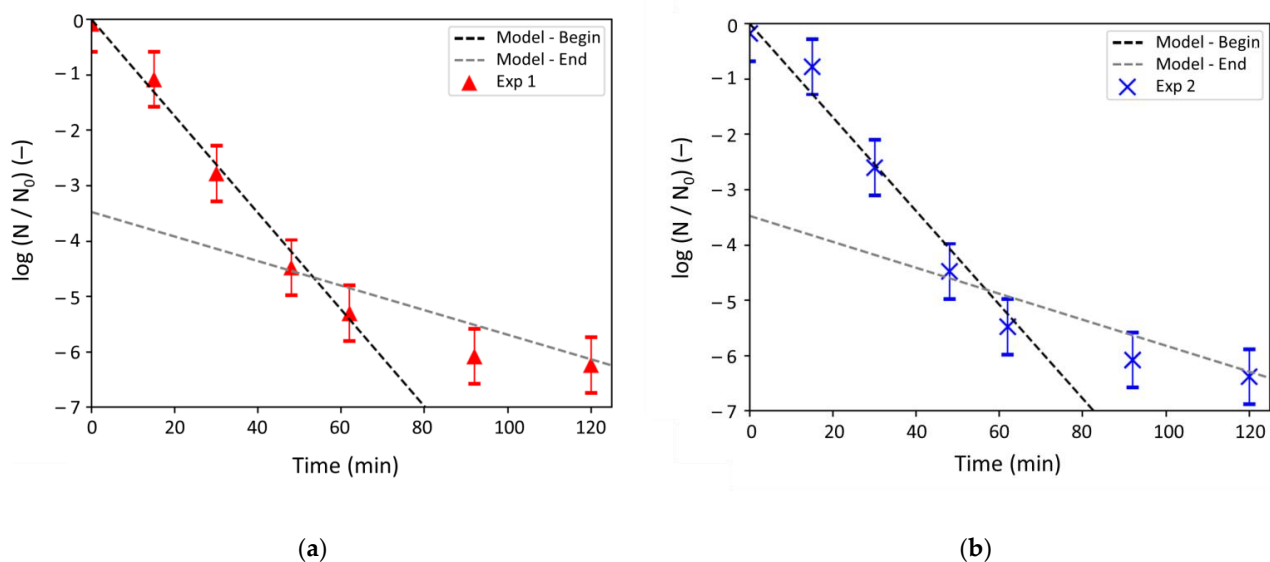 0
−1
−2
−3
−4
−5
−6
−7
log (N / N₀) (−)
0 20 40 60 80 100 120
Time (min)
Model - Begin
Model - End
Exp 1
(a)
0
−1
−2
−3
−4
−5
−6
−7
log (N / N₀) (−)
0 20 40 60 80 100 120
Time (min)
Model - Begin
Model - End
Exp 2
(b)